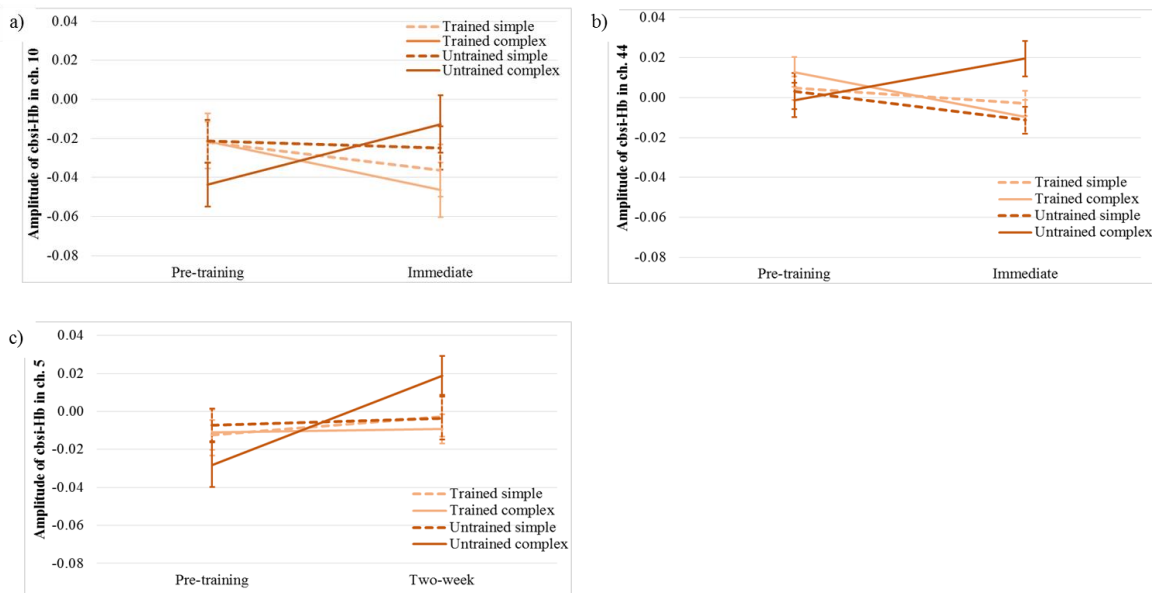 a)
Amplitude of cbsi-Hb in ch. 10
0.04
0.02
0.00
-0.02
-0.04
-0.06
-0.08
Trained simple
Trained complex
Untrained simple
Untrained complex
Pre-training Immediate
b)
Amplitude of cbsi-Hb in ch. 44
0.04
0.02
0.00
-0.02
-0.04
-0.06
-0.08
Trained simple
Trained complex
Untrained simple
Untrained complex
Pre-training Immediate
c)
Amplitude of cbsi-Hb in ch. 5
0.04
0.02
0.00
-0.02
-0.04
-0.06
-0.08
Trained simple
Trained complex
Untrained simple
Untrained complex
Pre-training Two-week